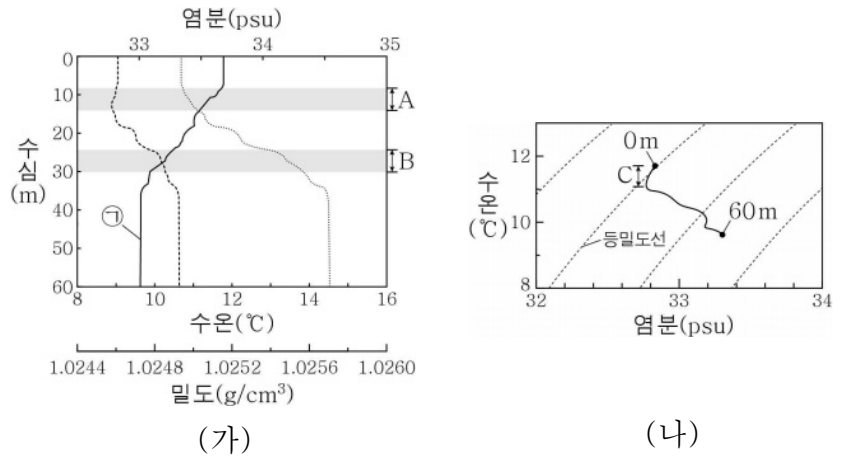 염분(psu)
33 34 35
0
10
20
30
40
50
60
수심
(m)
A
B
㉠
8 10 12 14 16
수온(℃)
1.0244 1.0248 1.0252 1.0256 1.0260
밀도(g/cm³)
(가)
12
10
8
수온
(℃)
0m
C
60m
등밀도선
32 33 34
염분(psu)
(나)